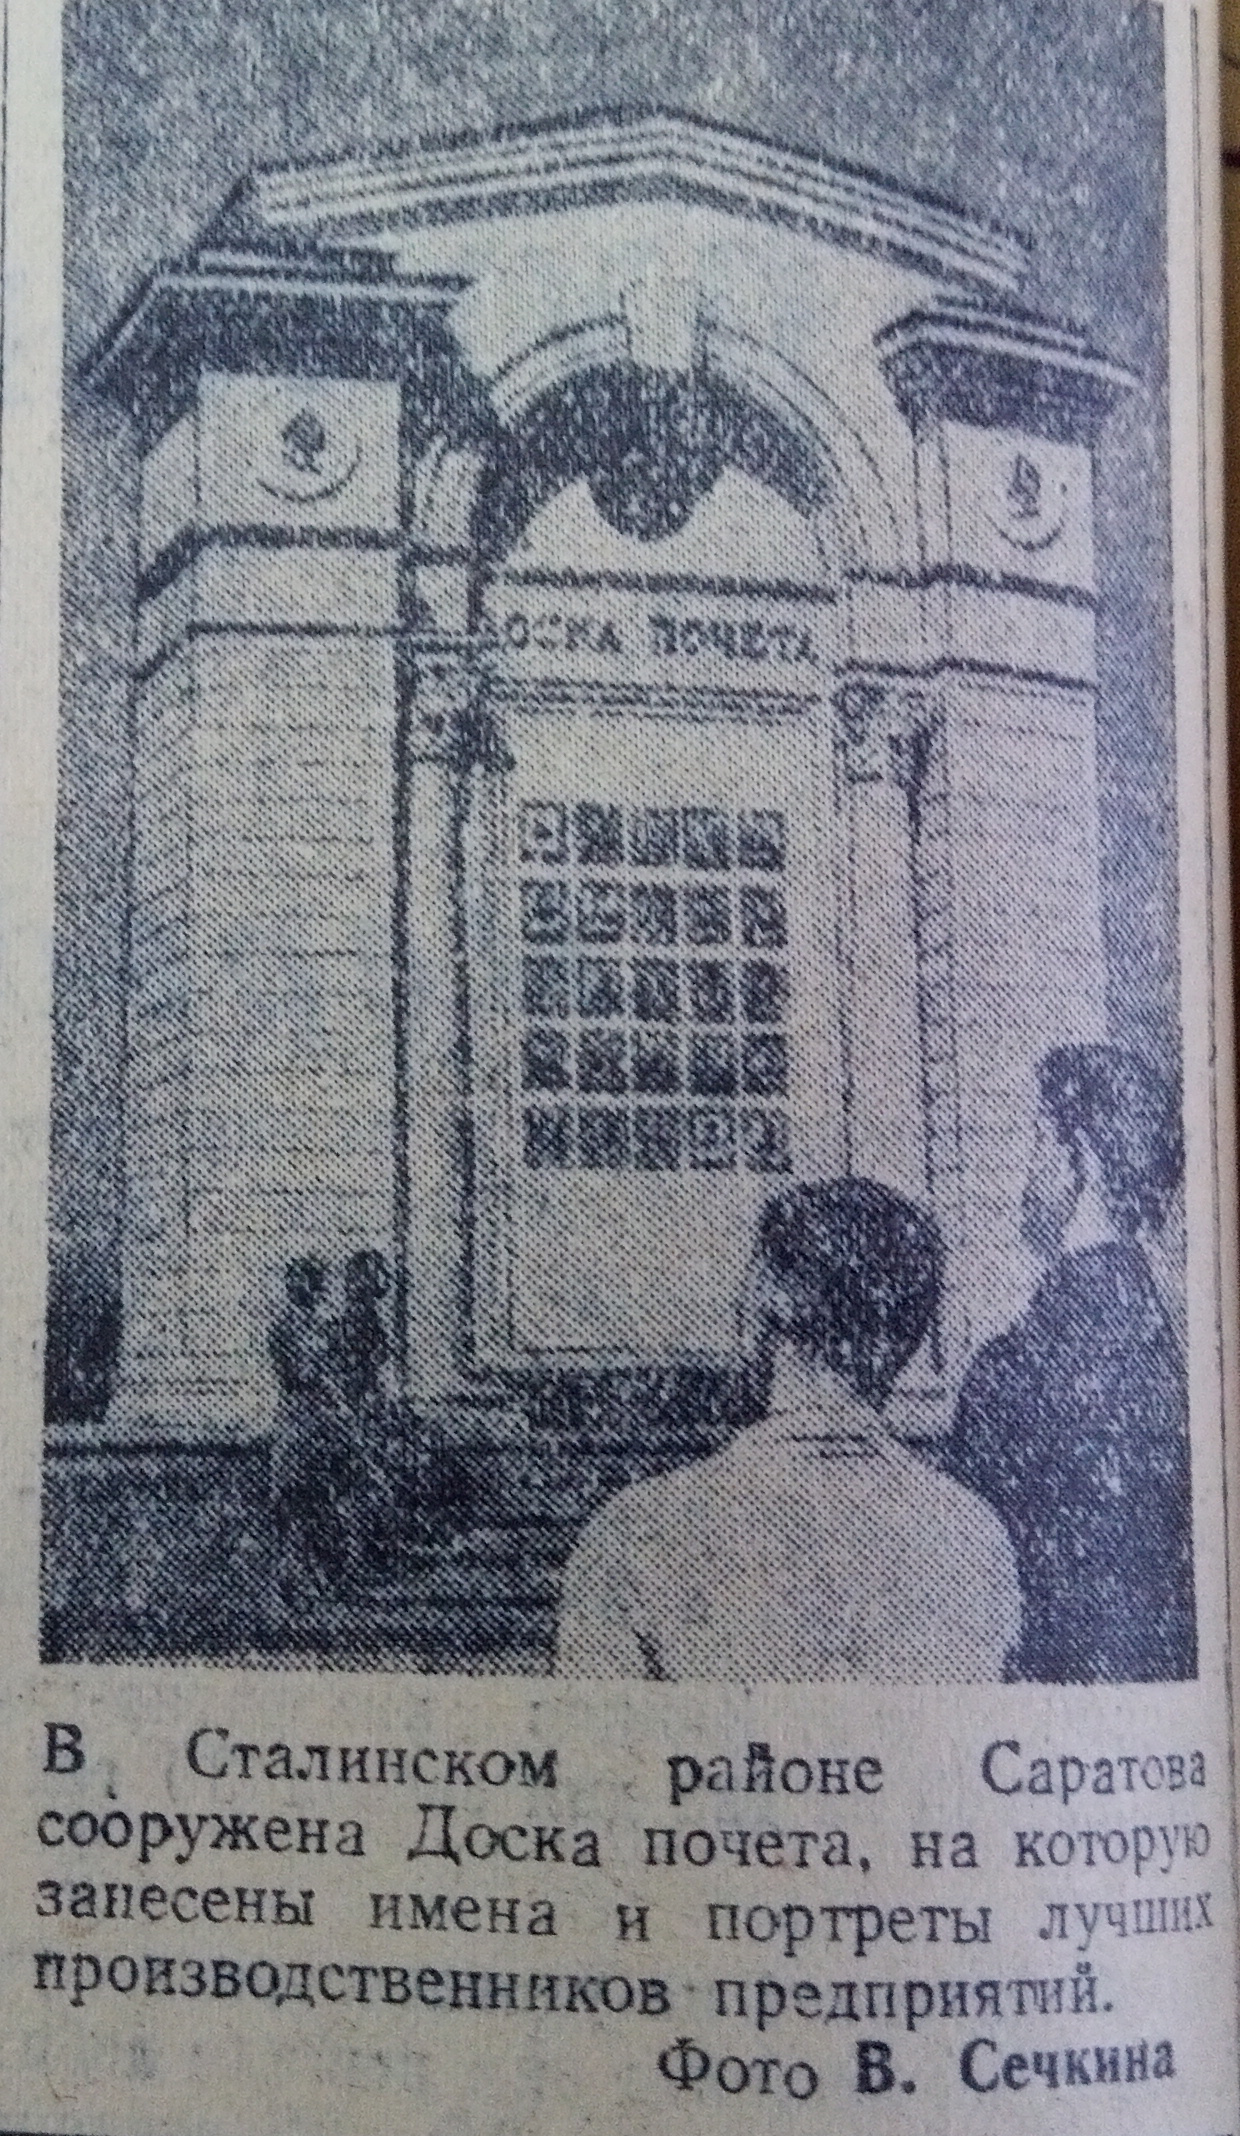 ДОСКА ПОЧЕТА
В Сталинском районе Саратова
сооружена Доска почета, на которую
занесены имена и портреты лучших
производственников предприятий.
Фото В. Сечкина